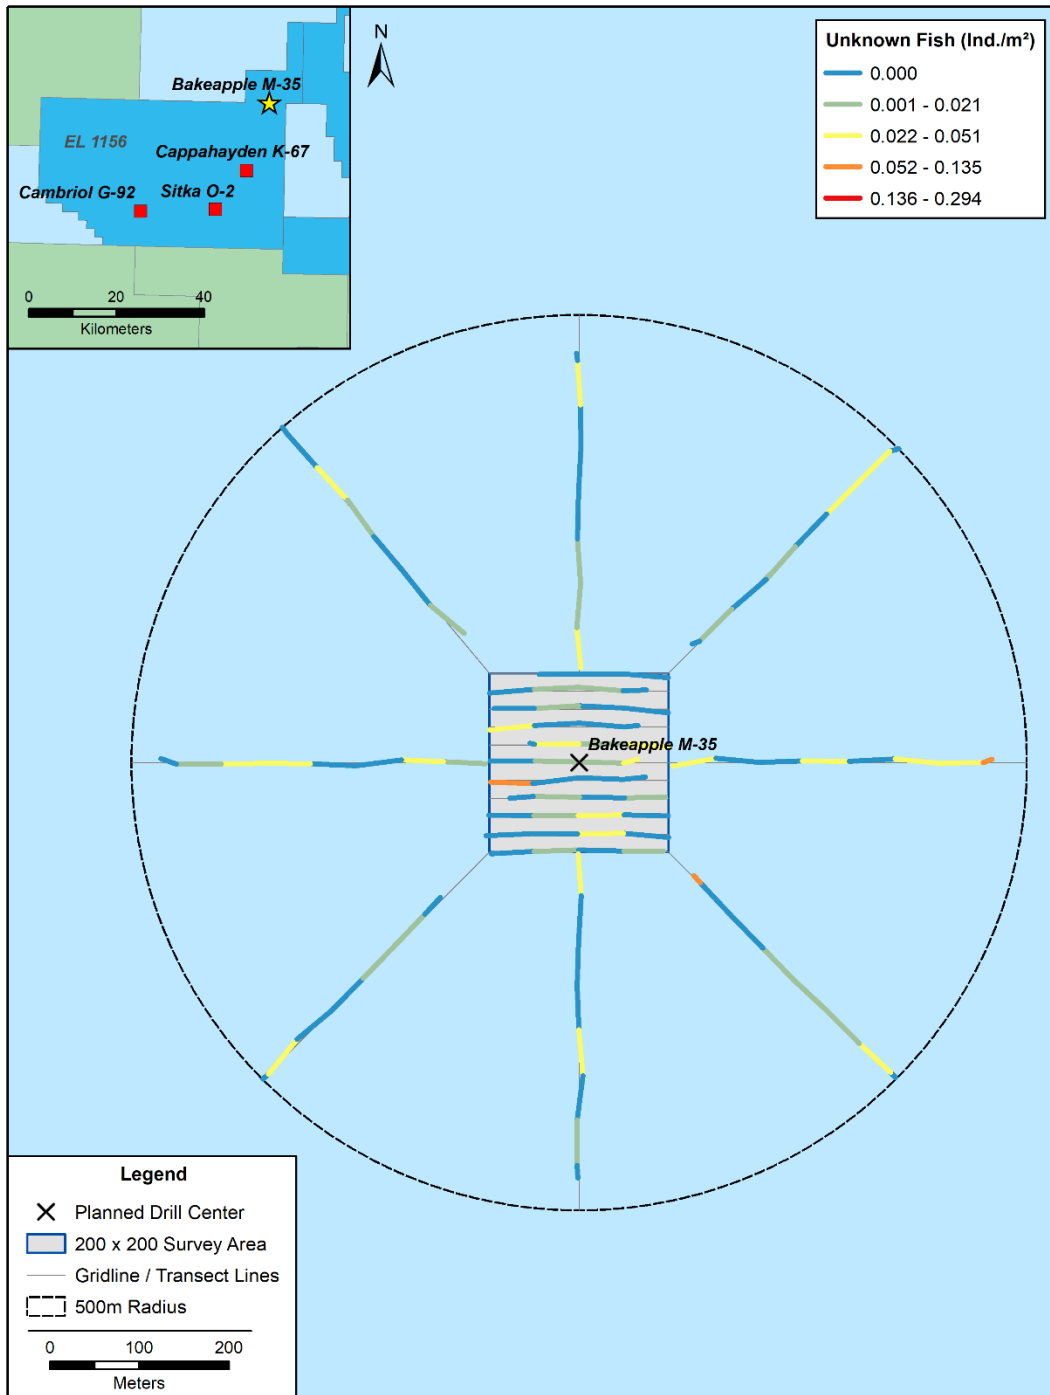 Bakeapple M-35
EL 1156
Cappahayden K-67
Cambriol G-92
Sitka O-2
0 20 40
Kilometers
N
Unknown Fish (Ind./m²)
0.000
0.001 - 0.021
0.022 - 0.051
0.052 - 0.135
0.136 - 0.294
Bakeapple M-35
Legend
Planned Drill Center
200 x 200 Survey Area
Gridline / Transect Lines
500m Radius
0 100 200
Meters